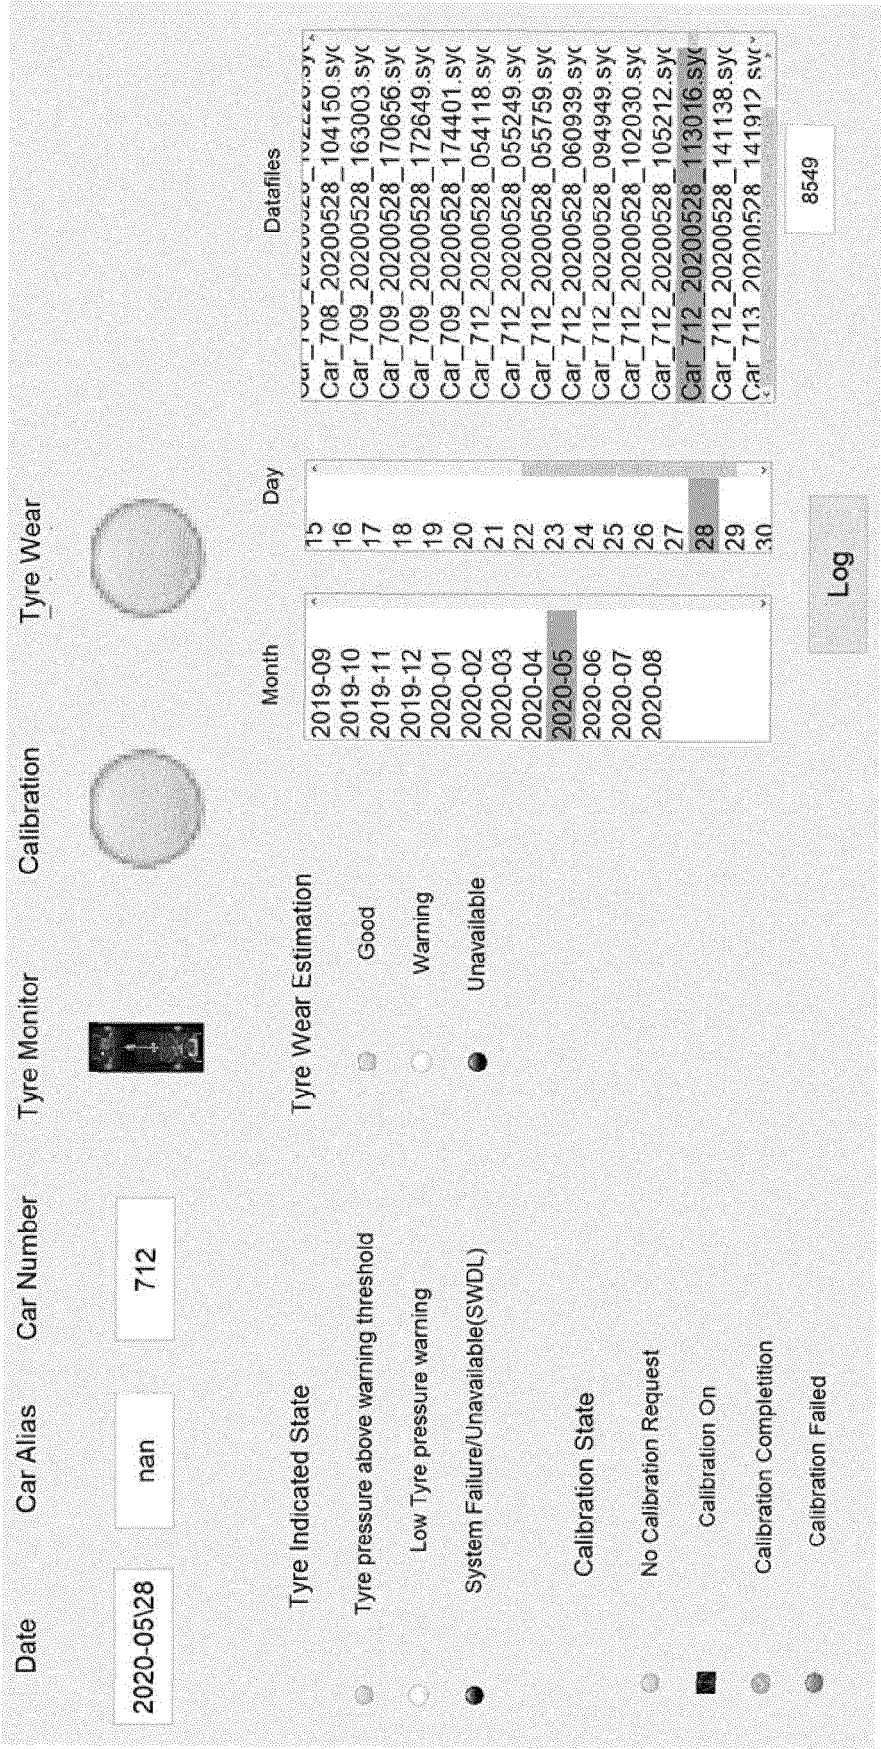 Date
Car Alias
Car Number
Tyre Monitor
Calibration
Tyre Wear
2020-05\28
nan
712
Tyre Indicated State
Tyre pressure above warning threshold
Low Tyre pressure warning
System Failure/Unavailable(SWDL)
Tyre Wear Estimation
Good
Warning
Unavailable
Calibration State
No Calibration Request
Calibration On
Calibration Completition
Calibration Failed
Month
2019-09
2019-10
2019-11
2019-12
2020-01
2020-02
2020-03
2020-04
2020-05
2020-06
2020-07
2020-08
Day
15
16
17
18
19
20
21
22
23
24
25
26
27
28
29
30
Datafiles
Car_708_20200528_104150.syc
Car_709_20200528_163003.syc
Car_709_20200528_170656.syc
Car_709_20200528_172649.syc
Car_709_20200528_174401.syc
Car_712_20200528_054118.syc
Car_712_20200528_055249.syc
Car_712_20200528_055759.syc
Car_712_20200528_060939.syc
Car_712_20200528_094949.syc
Car_712_20200528_102030.syc
Car_712_20200528_105212.syc
Car_712_20200528_113016.syc
Car_712_20200528_141138.syc
Car_713_20200528_141912.syc
Log
8549